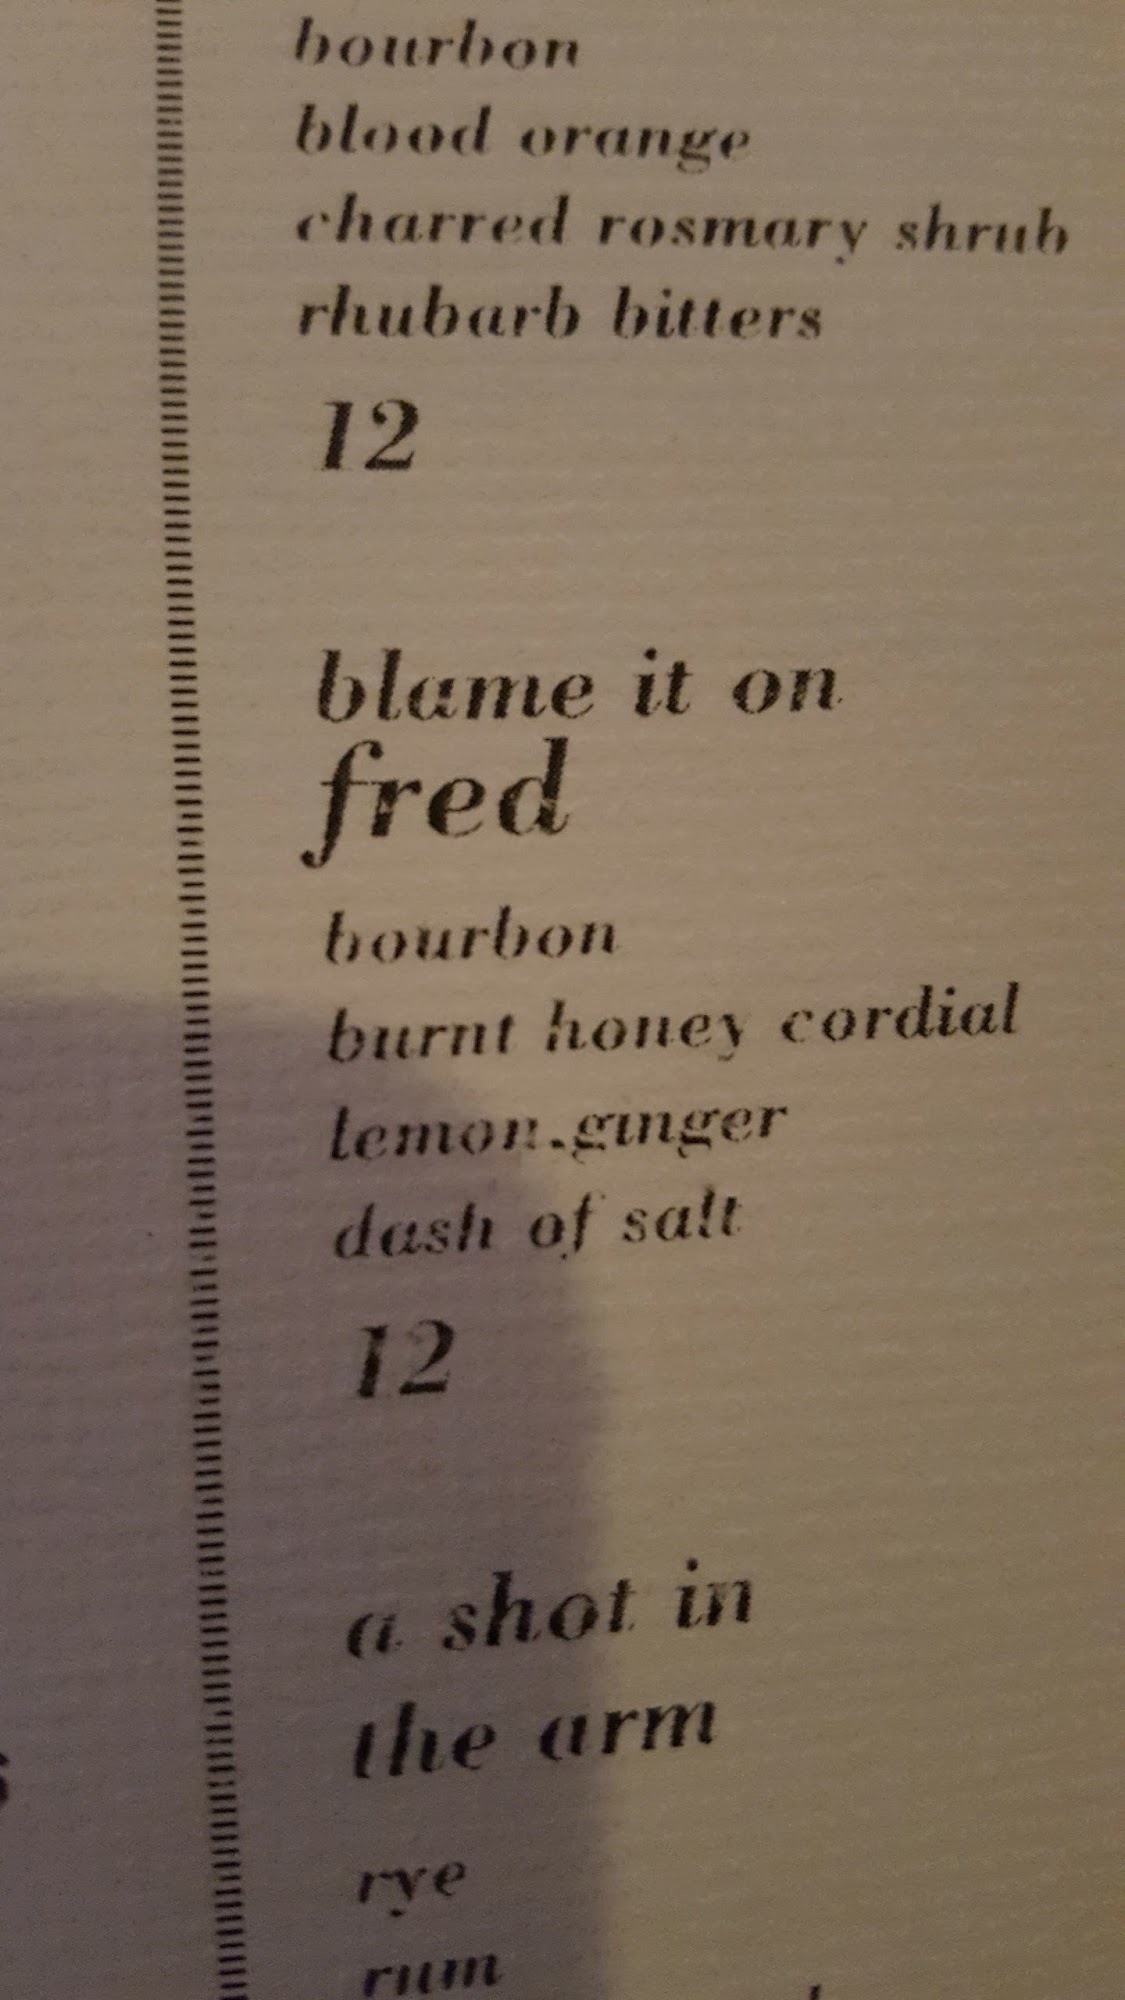 bourbon
blood orange
charred rosmary shrub
rhubarb bitters
12
blame it on
fred
bourbon
burnt honey cordial
lemon.ginger
dash of salt
12
a shot in
the arm
rye
rum